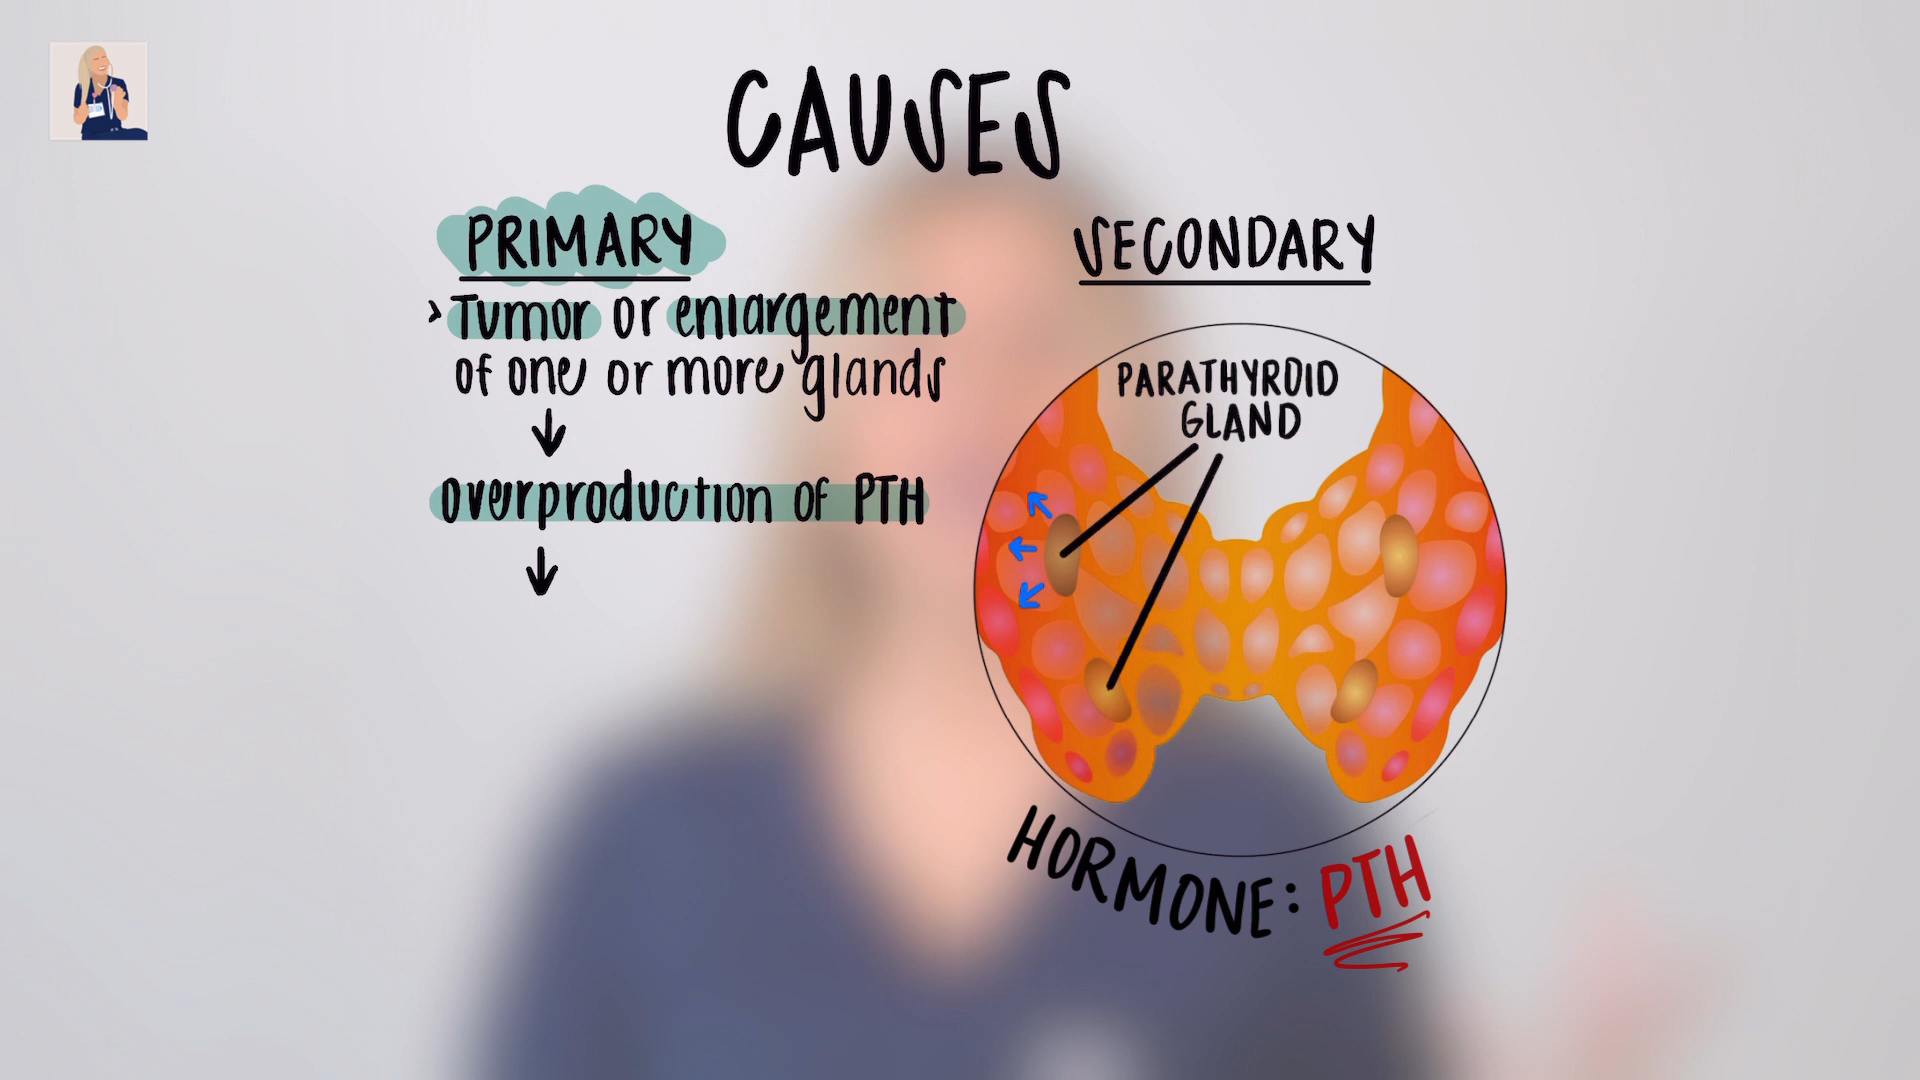 CAUSES
PRIMARY
> Tumor or enlargement
of one or more glands
↓
overproduction of PTH
↓
SECONDARY
PARATHYROID
GLAND
HORMONE: PTH